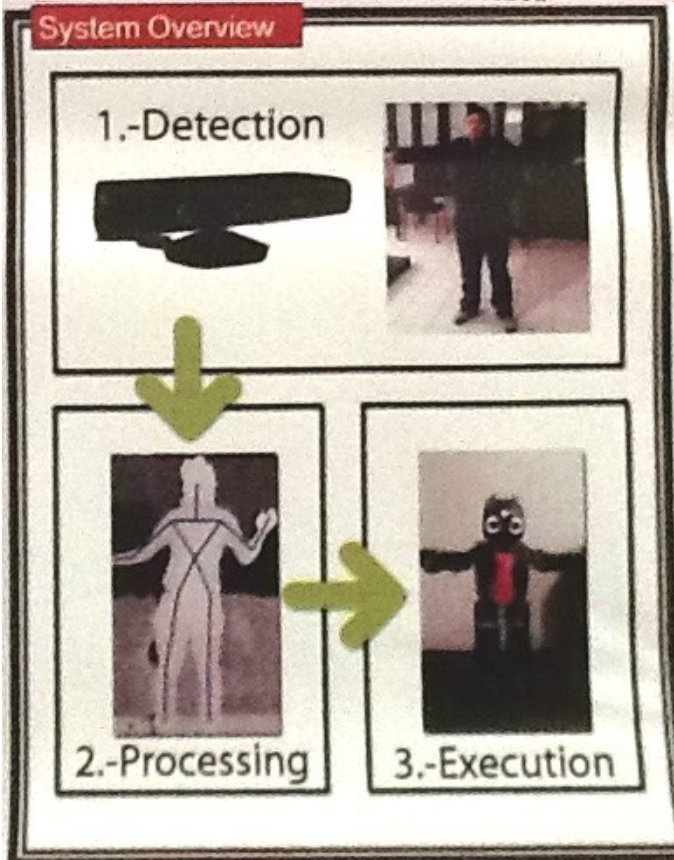 System Overview
1.-Detection
2.-Processing
3.-Execution